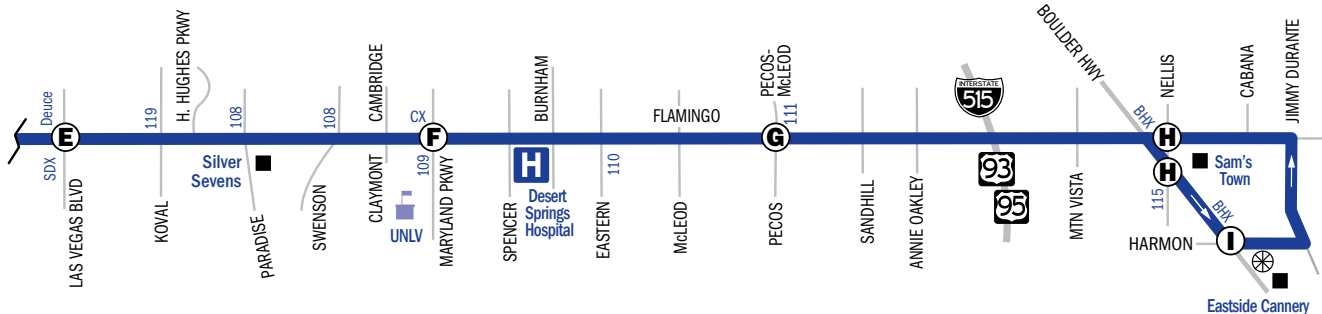 Deuce
SDX
E
LAS VEGAS BLVD
119
KOVAL
H. HUGHES PKWY
108
Silver
Sevens
PARADISE
108
SWENSON
CAMBRIDGE
CLAYMONT
UNLV
CX
F
109
MARYLAND PKWY
SPENCER
BURNHAM
H
Desert
Springs
Hospital
110
EASTERN
FLAMINGO
McLEOD
PECOS-
McLEOD
111
G
PECOS
SANDHILL
ANNIE OAKLEY
INTERSTATE
515
93
95
MTN VISTA
BOULDER HWY
BHX
NELLIS
H
H
115
Sam's
Town
CABANA
JIMMY DURANTE
BHX
HARMON
I
Eastside Cannery